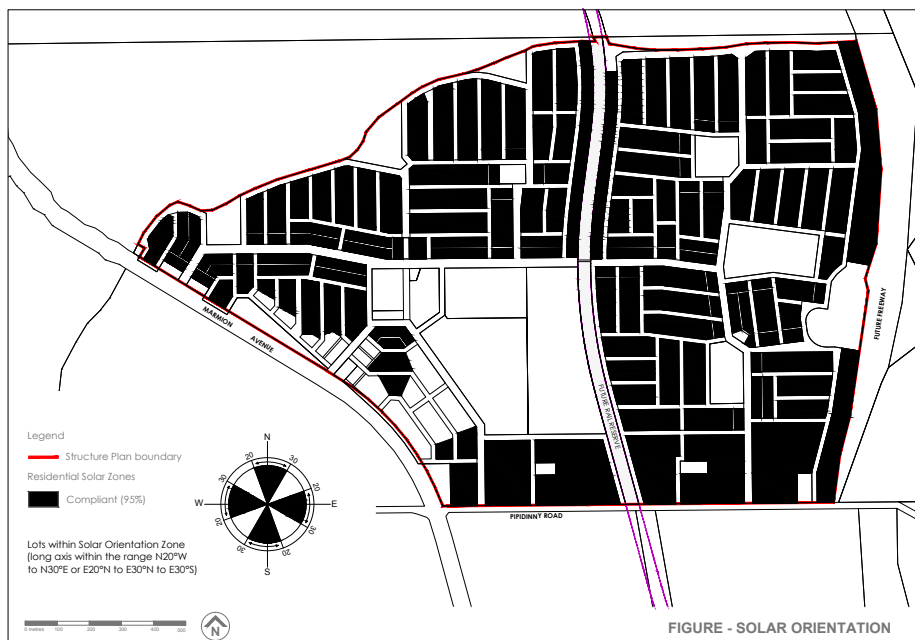 MARMION
AVENUE
FUTURE RAIL RESERVE
FUTURE FREEWAY
PIPIDINNY ROAD
Legend
Structure Plan boundary
Residential Solar Zones
Compliant (95%)
Lots within Solar Orientation Zone
(long axis within the range N20°W
to N30°E or E20°N to E30°N to E30°S)
N
20
30
30
20
W
E
20
30
30
20
S
0 metres 100 200 300 400 500
N
FIGURE - SOLAR ORIENTATION